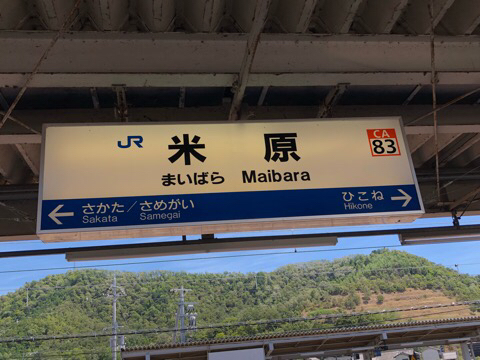 JR 米原 CA 83
まいばら Maibara
← さかた／さめがい ひこね →
Sakata Samegai Hikone